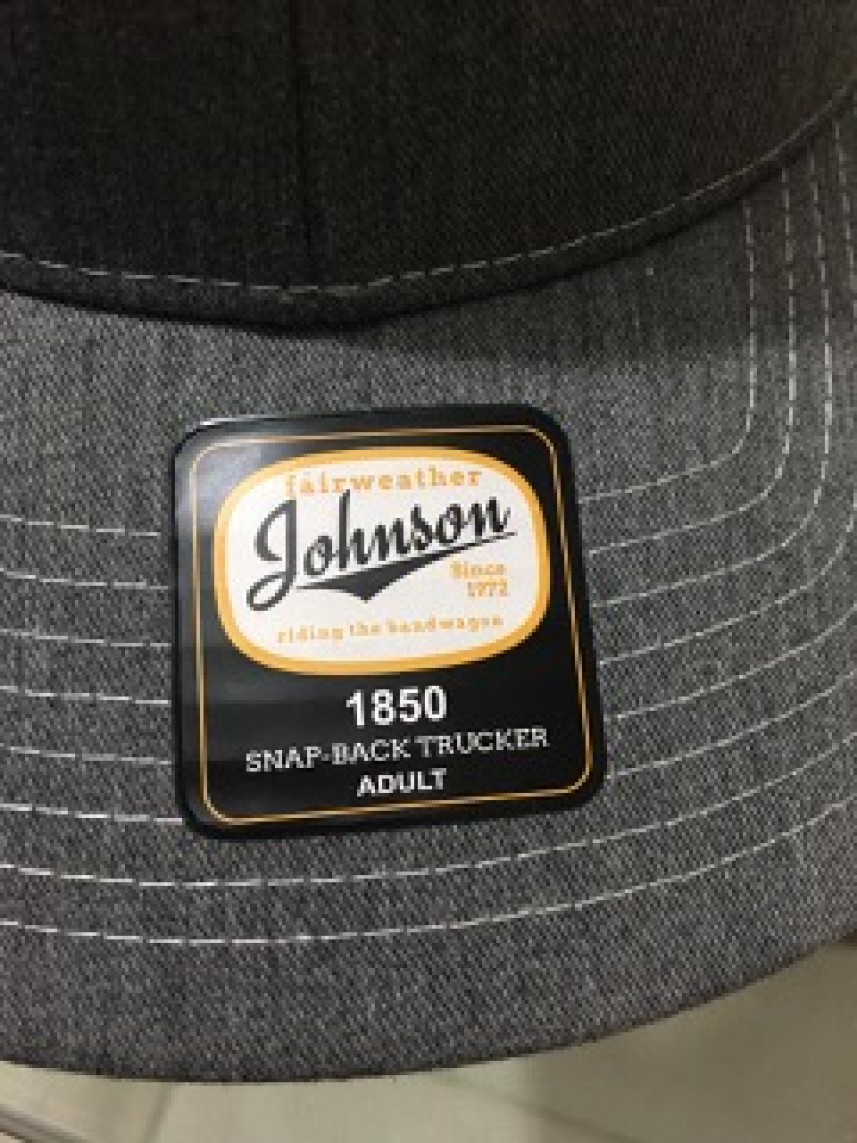 fairweather
Johnson
Since
1972
riding the bandwagon
1850
SNAP-BACK TRUCKER
ADULT